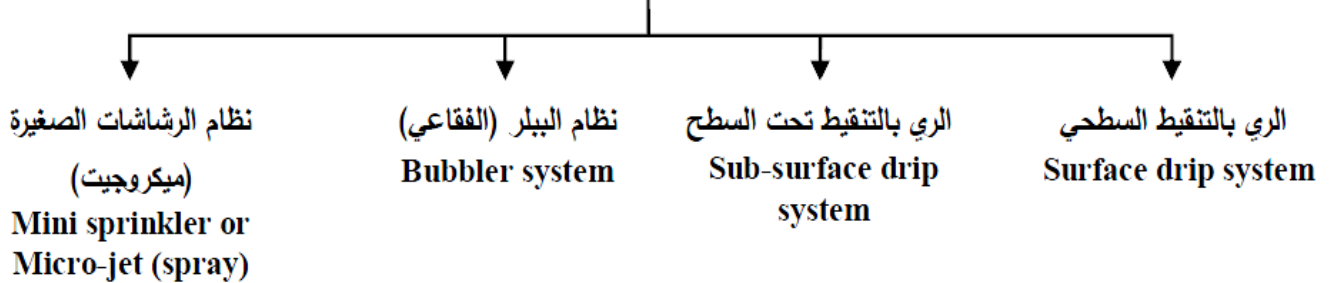 الري بالتنقيط السطحي
Surface drip system
الري بالتنقيط تحت السطح
Sub-surface drip
system
نظام الببلر (الفقاعي)
Bubbler system
نظام الرشاشات الصغيرة
(ميكروجيت)
Mini sprinkler or
Micro-jet (spray)